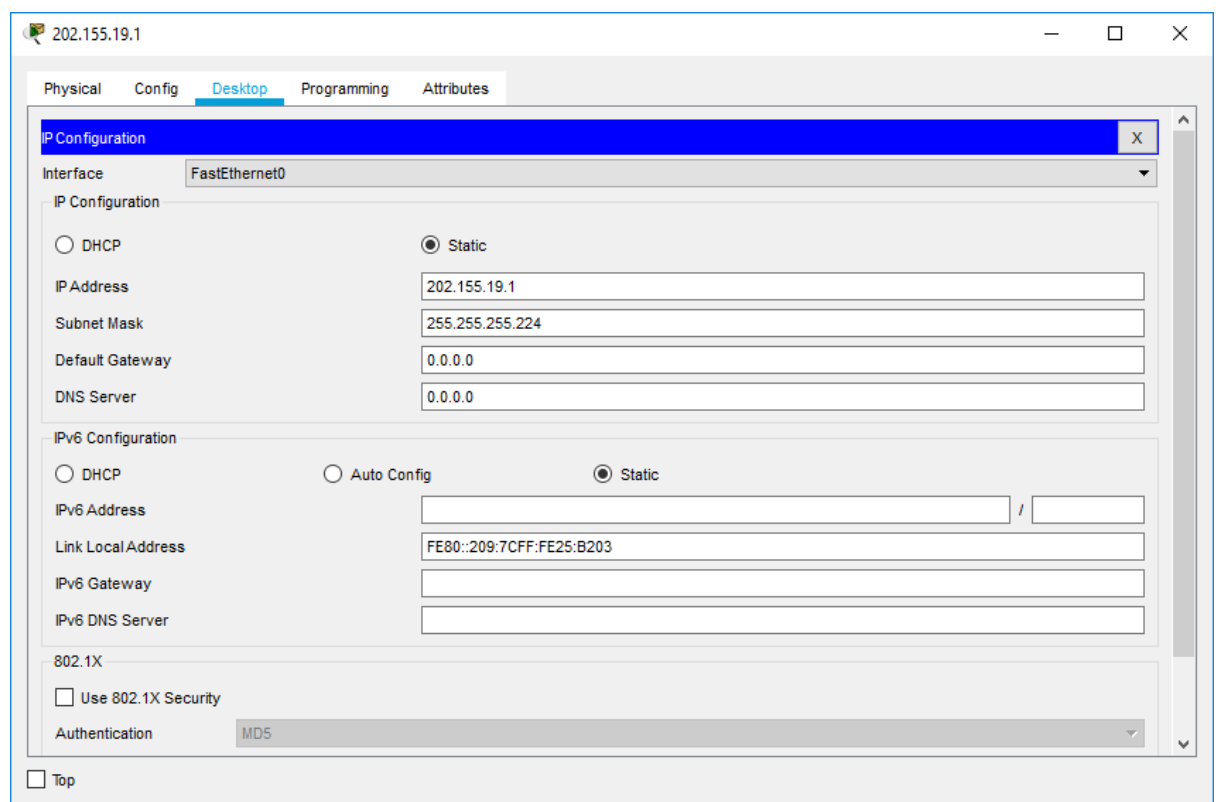 202.155.19.1
Physical Config Desktop Programming Attributes
IP Configuration X
Interface FastEthernet0
IP Configuration
DHCP Static
IP Address 202.155.19.1
Subnet Mask 255.255.255.224
Default Gateway 0.0.0.0
DNS Server 0.0.0.0
IPv6 Configuration
DHCP Auto Config Static
IPv6 Address /
Link Local Address FE80::209:7CFF:FE25:B203
IPv6 Gateway
IPv6 DNS Server
802.1X
Use 802.1X Security
Authentication MD5
Top